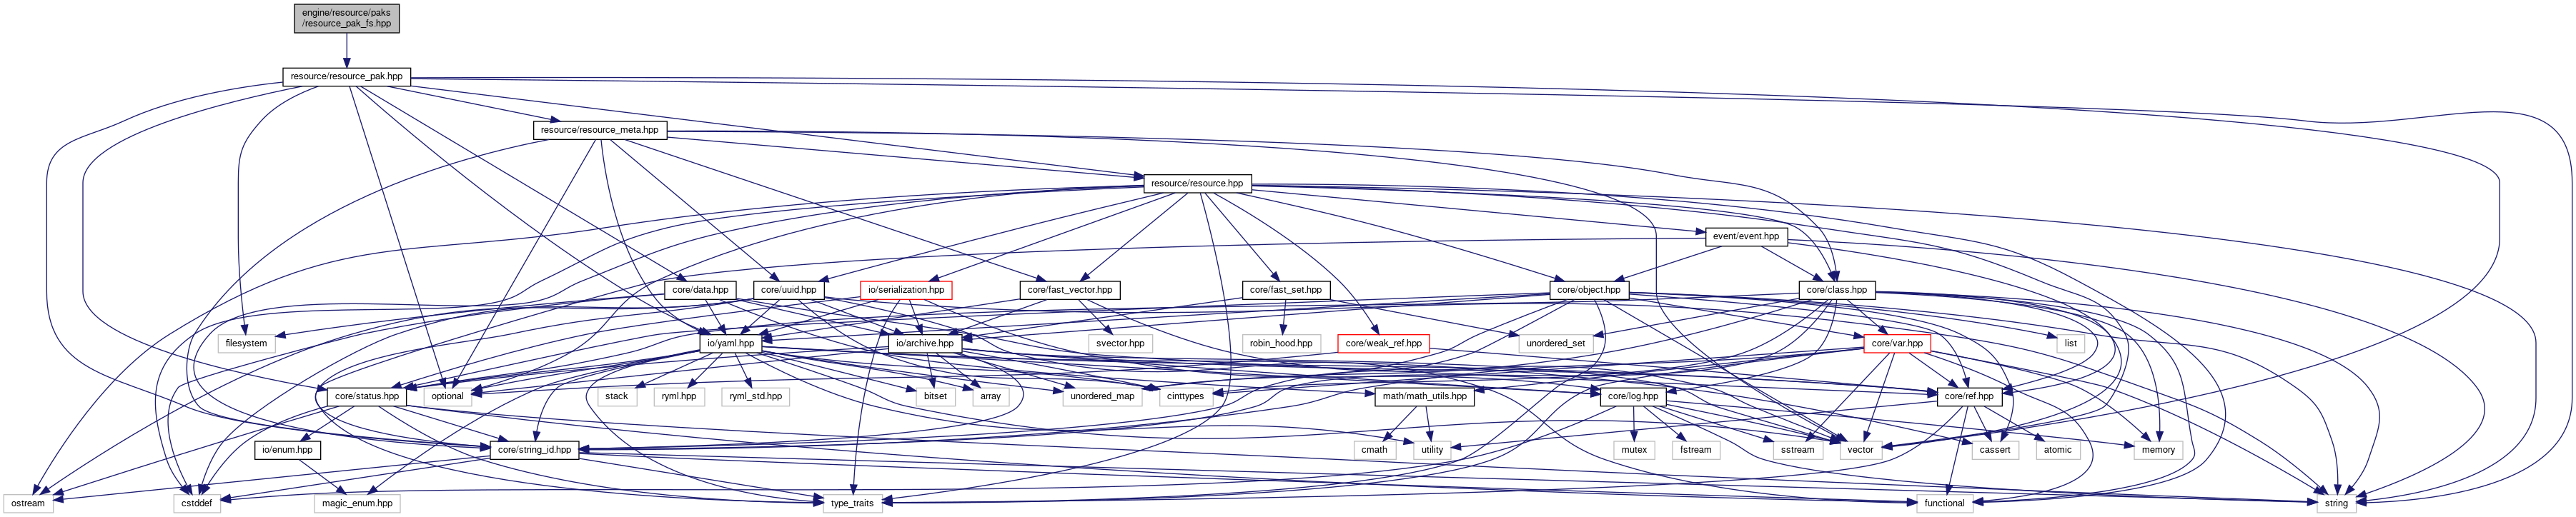 engine/resource/paks
/resource_pak_fs.hpp
resource/resource_pak.hpp
resource/resource_meta.hpp
resource/resource.hpp
event/event.hpp
core/data.hpp
core/uuid.hpp
io/serialization.hpp
core/fast_vector.hpp
core/fast_set.hpp
core/object.hpp
core/class.hpp
filesystem
io/yaml.hpp
io/archive.hpp
svector.hpp
robin_hood.hpp
core/weak_ref.hpp
unordered_set
core/var.hpp
list
core/status.hpp
optional
stack
ryml.hpp
ryml_std.hpp
bitset
array
unordered_map
cinttypes
math/math_utils.hpp
core/log.hpp
core/ref.hpp
io/enum.hpp
core/string_id.hpp
cmath
utility
mutex
fstream
sstream
vector
cassert
atomic
memory
ostream
cstddef
magic_enum.hpp
type_traits
functional
string